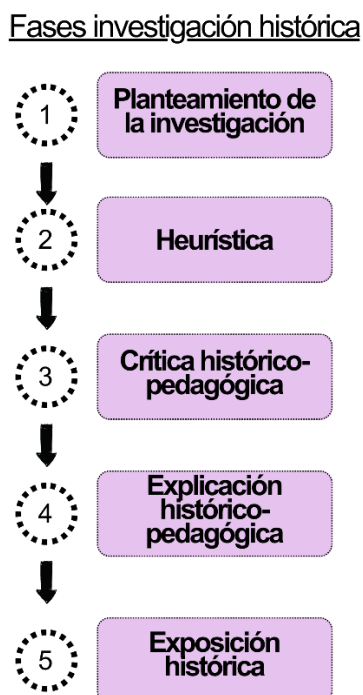 Fases investigación histórica
1
Planteamiento de
la investigación
2
Heurística
3
Crítica histórico-
pedagógica
4
Explicación
histórico-
pedagógica
5
Exposición
histórica